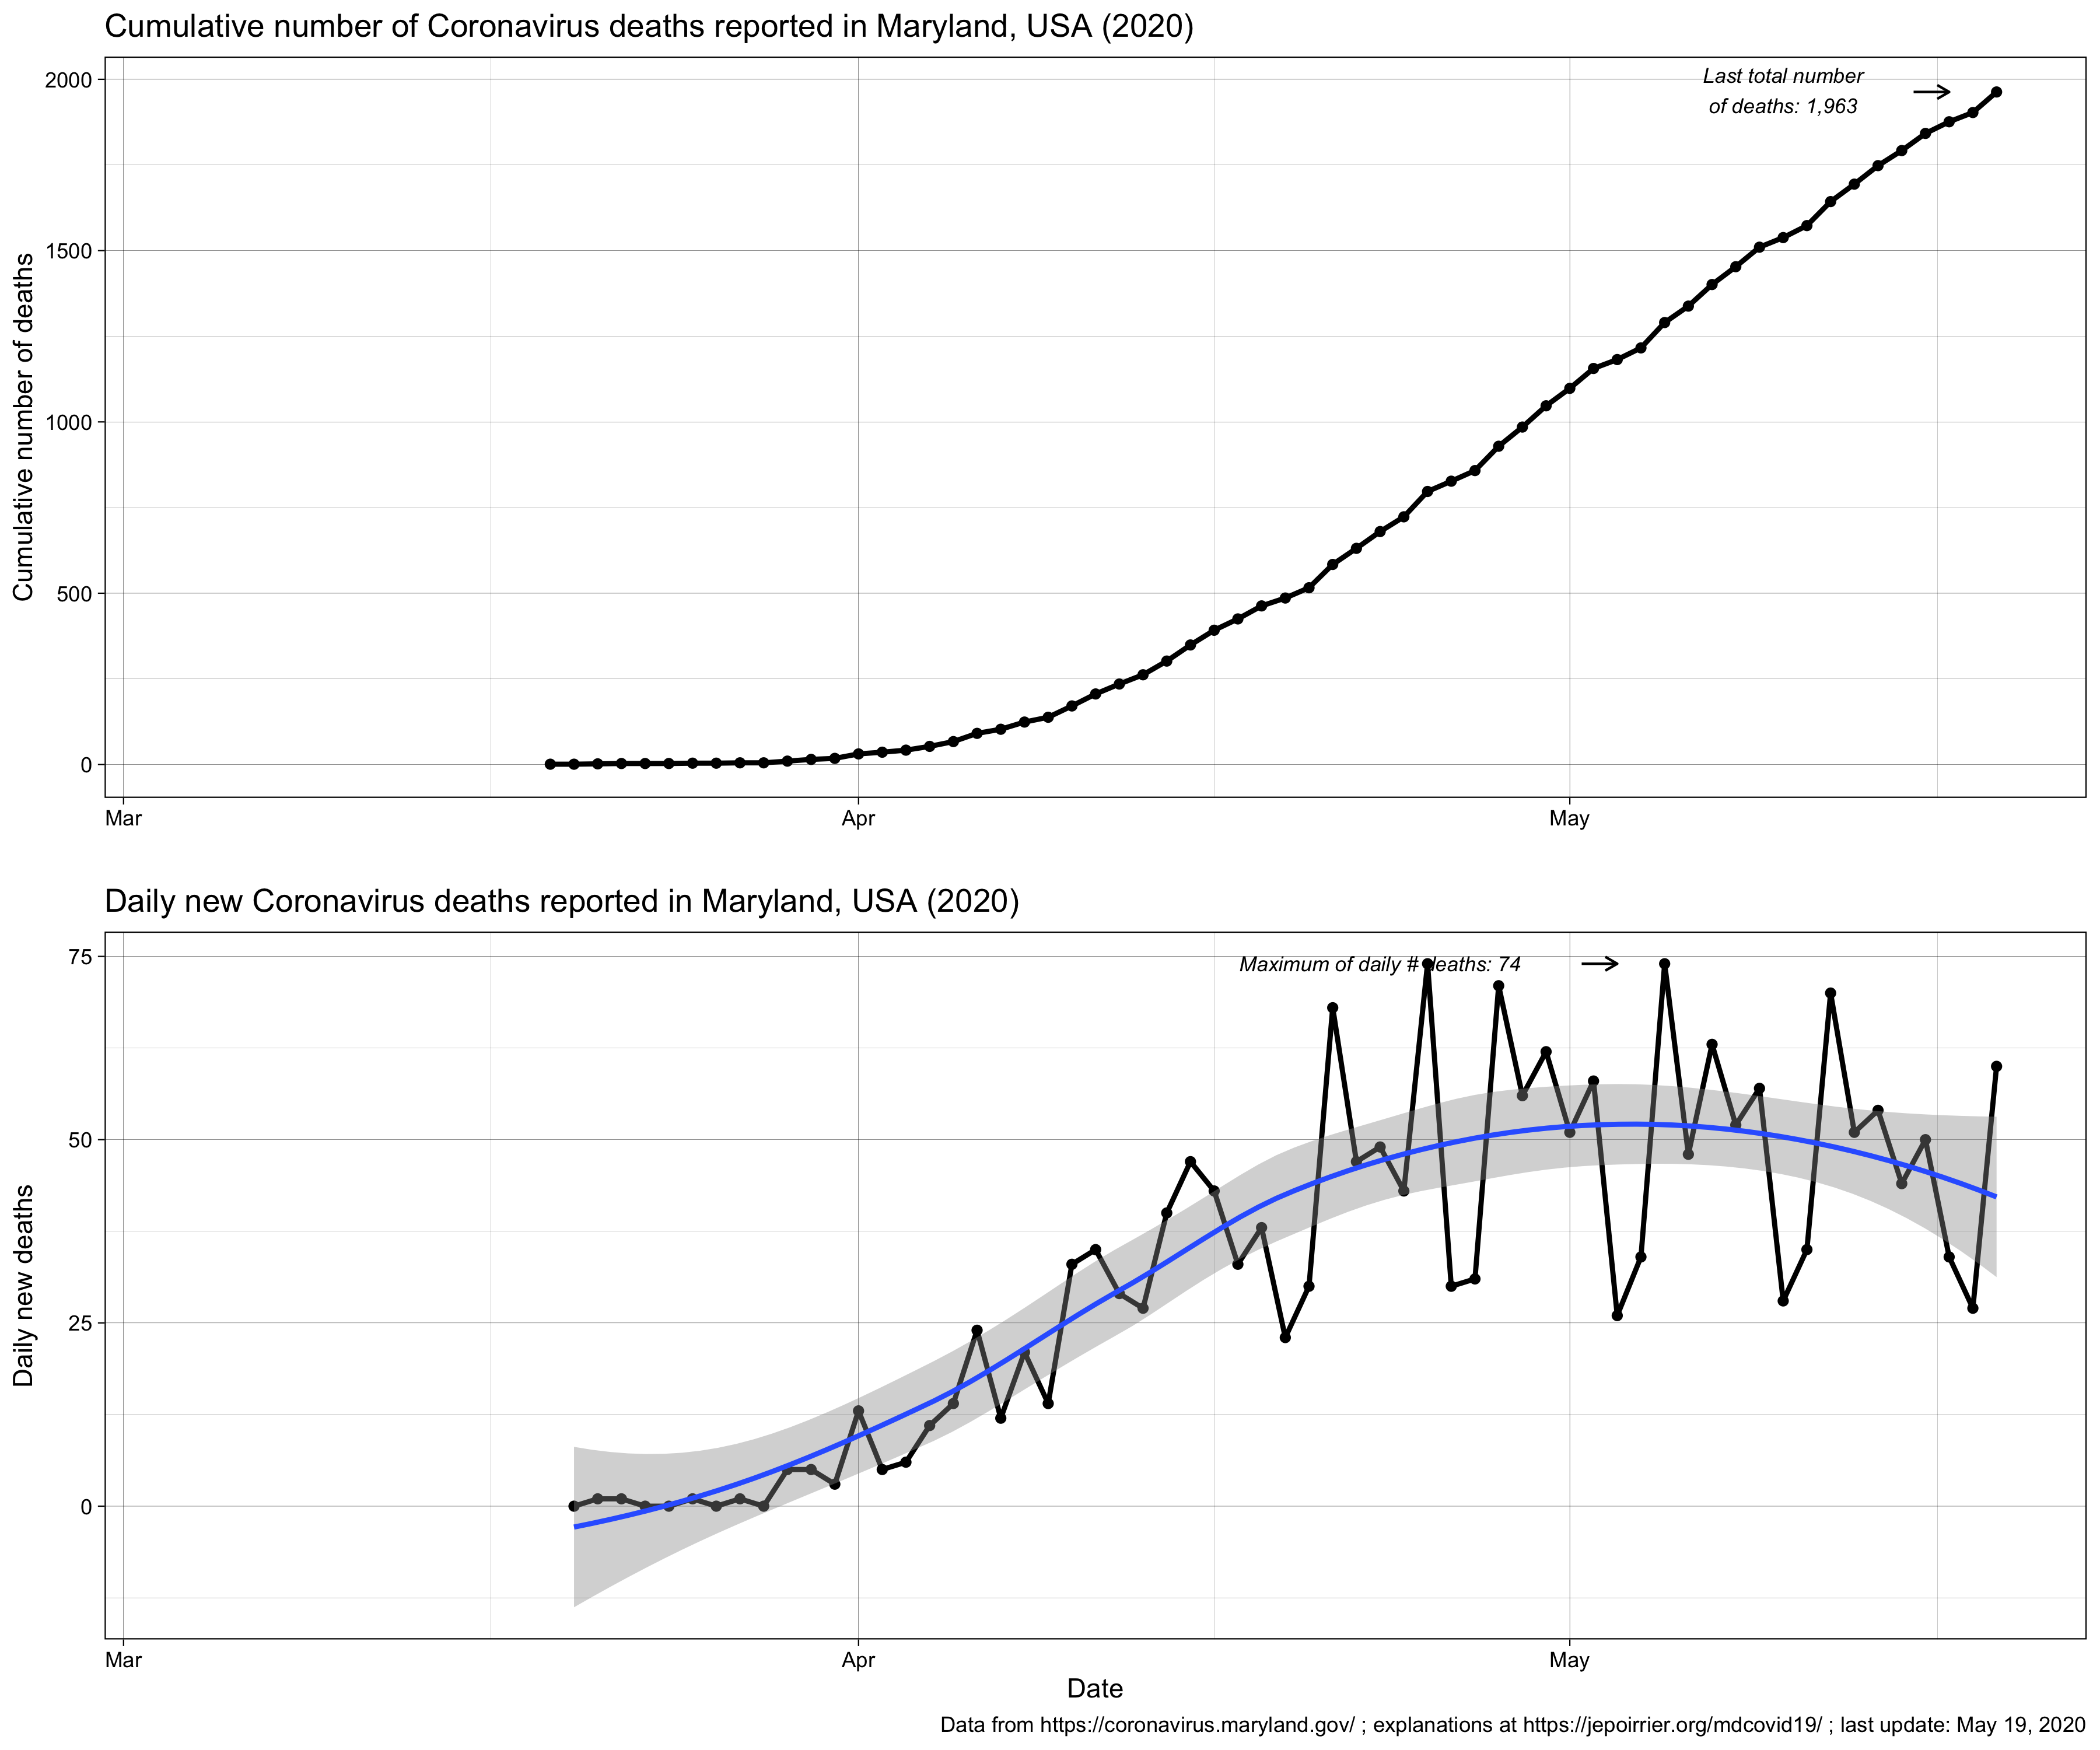 Cumulative number of Coronavirus deaths reported in Maryland, USA (2020)
Cumulative number of deaths
2000
1500
1000
500
0
Last total number
of deaths: 1,963
Mar
Apr
May
Daily new Coronavirus deaths reported in Maryland, USA (2020)
Daily new deaths
75
50
25
0
Maximum of daily # deaths: 74
Mar
Apr
May
Date
Data from https://coronavirus.maryland.gov/ ; explanations at https://jepoirrier.org/mdcovid19/ ; last update: May 19, 2020